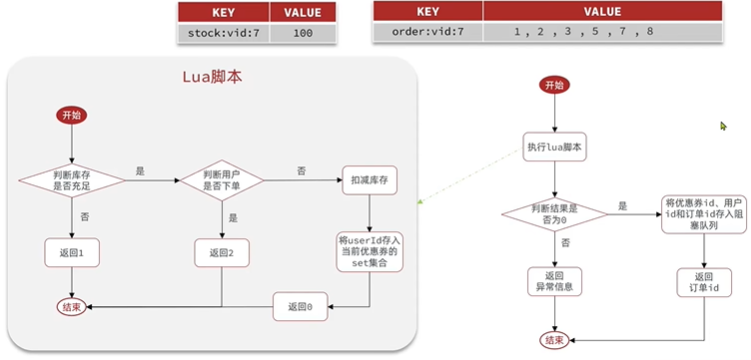 KEY VALUE
stock:vid:7 100
KEY VALUE
order:vid:7 1 , 2 , 3 , 5 , 7 , 8
Lua脚本
开始
判断库存
是否充足
是
判断用户
是否下单
否
扣减库存
否
是
返回1
返回2
将userId存入
当前优惠券的
set集合
返回0
结束
开始
执行lua脚本
判断结果是
否为0
是
将优惠券id、用户
id和订单id存入阻
塞队列
否
返回
异常信息
返回
订单id
结束